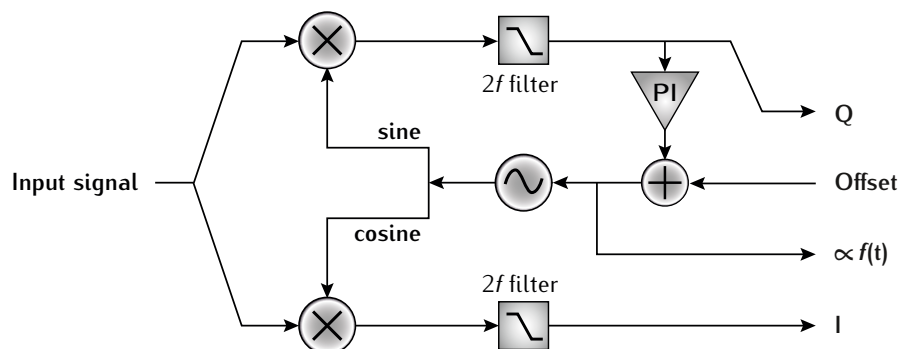 2f filter
PI
Q
sine
Input signal
Offset
cosine
∝ f(t)
2f filter
I